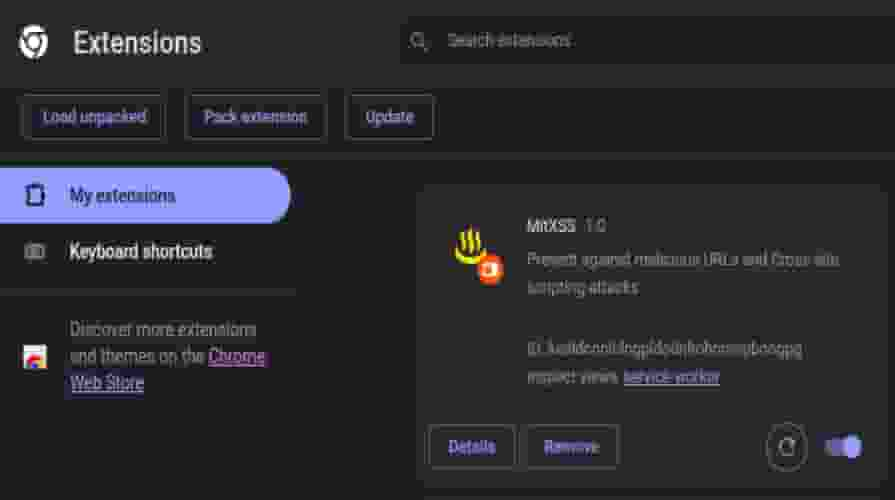 Extensions
Search extensions
Load unpacked
Pack extension
Update
My extensions
Keyboard shortcuts
Discover more extensions
and themes on the Chrome
Web Store
MitXSS 1.0
Prevent against malicious URLs and Cross site
scripting attacks
ID:
Inspect views service worker
Details
Remove